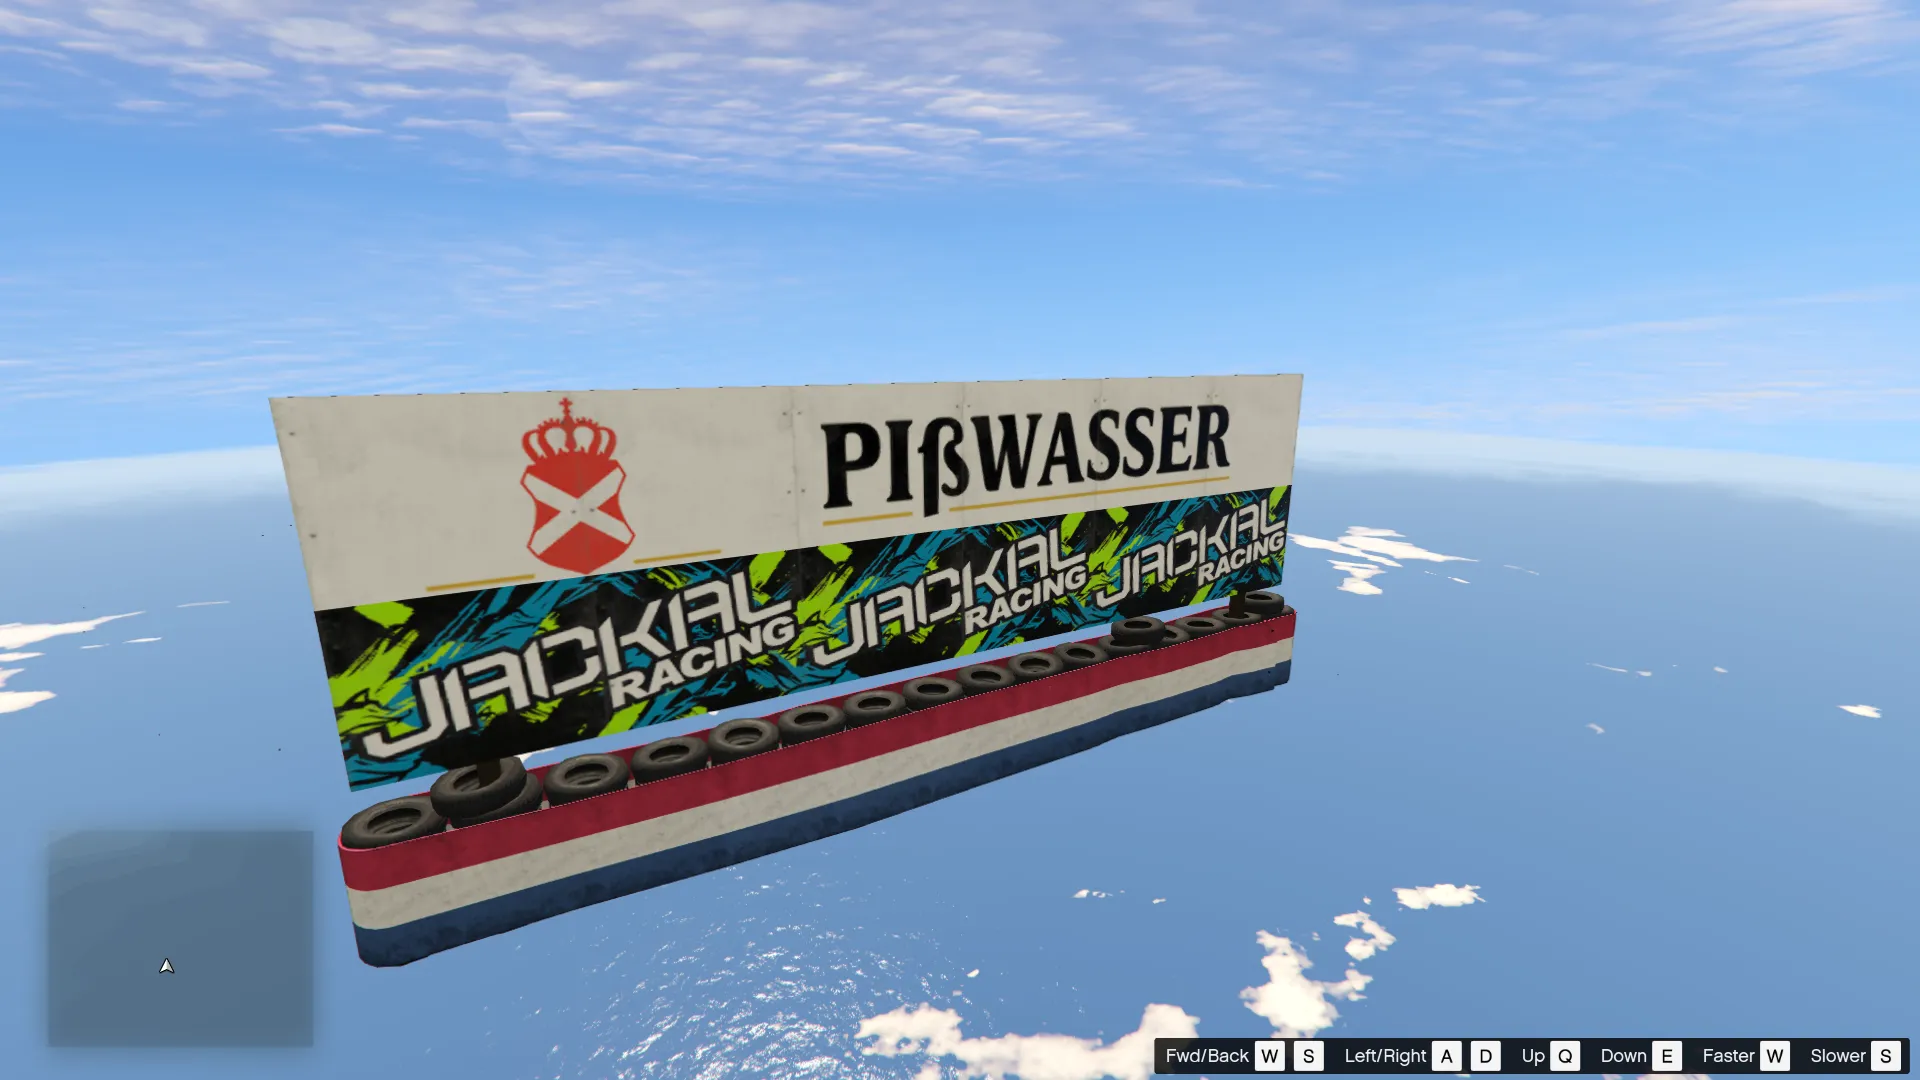 PIßWASSER
JACKAL RACING
JACKAL RACING
JACKAL RACING
Fwd/Back W S Left/Right A D Up Q Down E Faster W Slower S